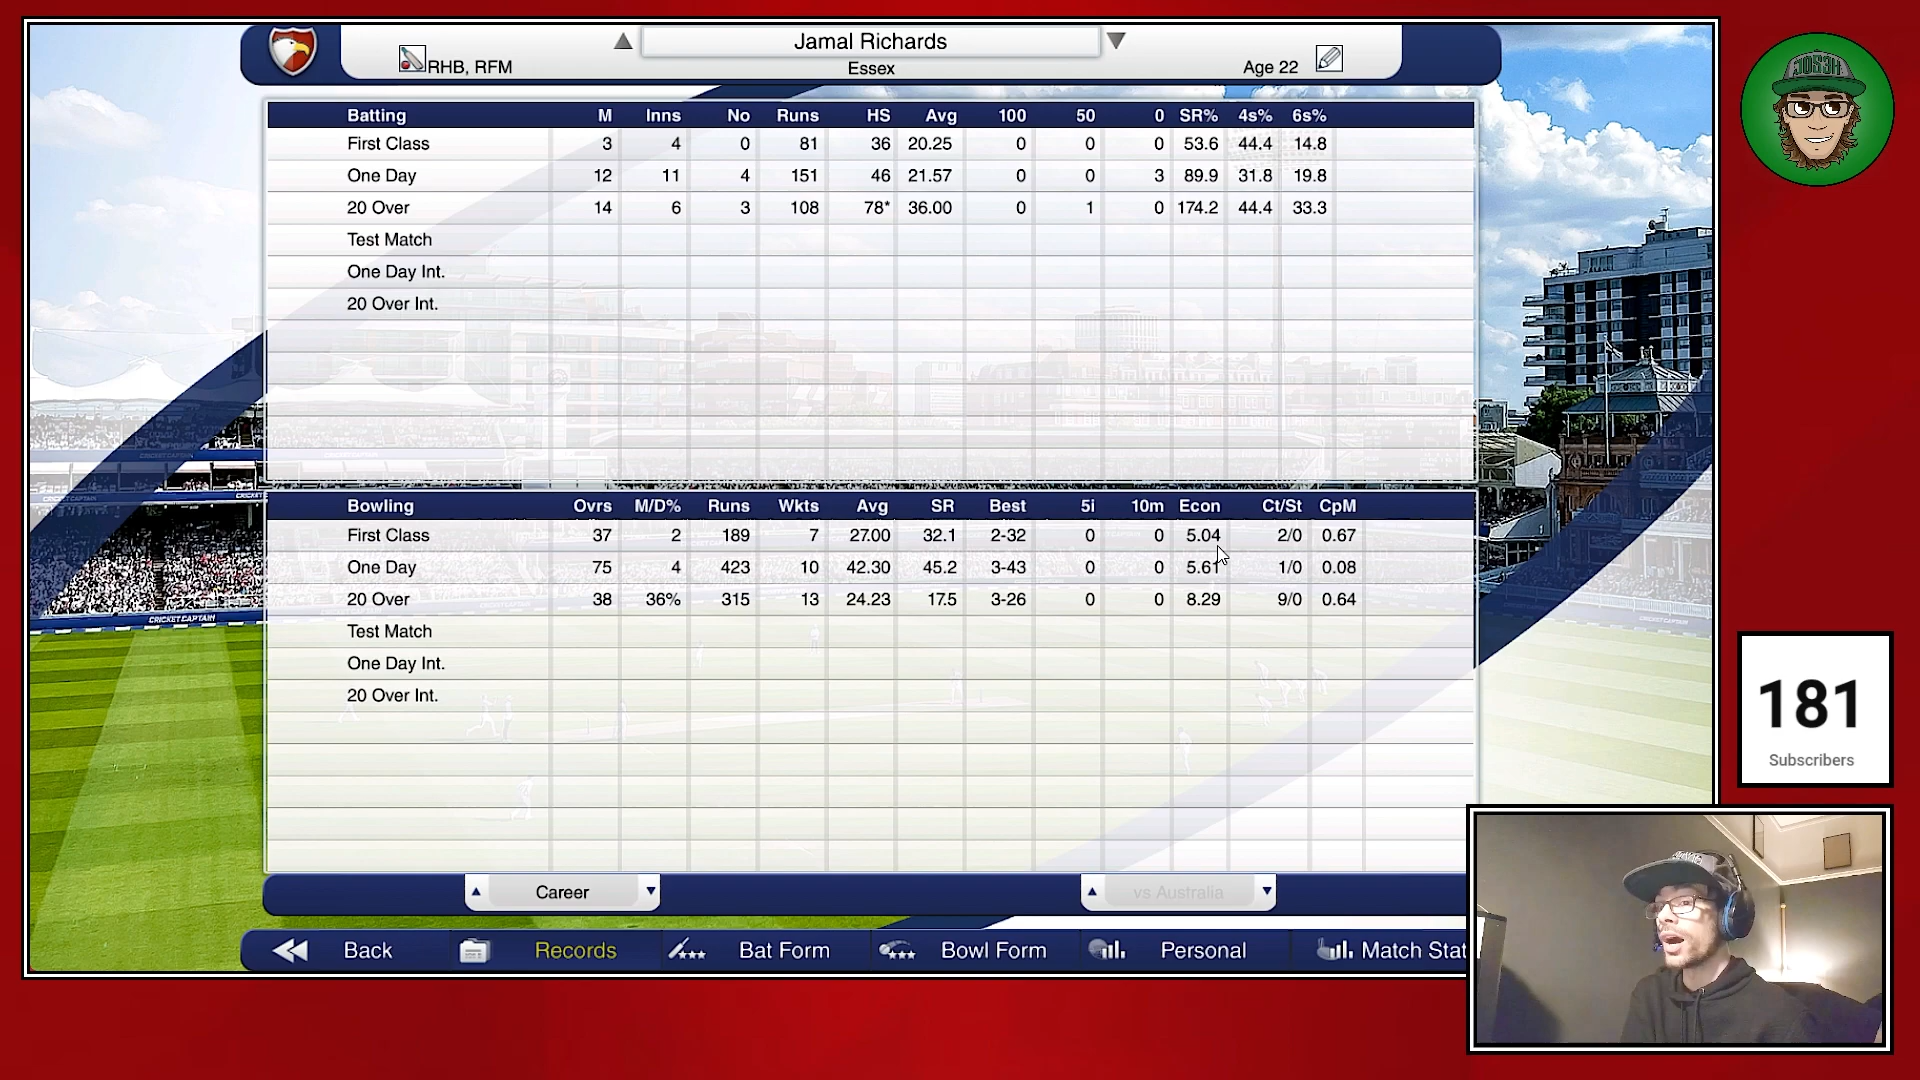 Jamal Richards
RHB, RFM
Essex
Age 22
JOS3H
Batting M Inns No Runs HS Avg 100 50 0 SR% 4s% 6s%
First Class 3 4 0 81 36 20.25 0 0 0 53.6 44.4 14.8
One Day 12 11 4 151 46 21.57 0 0 3 89.9 31.8 19.8
20 Over 14 6 3 108 78* 36.00 0 1 0 174.2 44.4 33.3
Test Match
One Day Int.
20 Over Int.
Bowling Ovrs M/D% Runs Wkts Avg SR Best 5i 10m Econ Ct/St CpM
First Class 37 2 189 7 27.00 32.1 2-32 0 0 5.04 2/0 0.67
One Day 75 4 423 10 42.30 45.2 3-43 0 0 5.61 1/0 0.08
20 Over 38 36% 315 13 24.23 17.5 3-26 0 0 8.29 9/0 0.64
Test Match
One Day Int.
20 Over Int.
CRICKET CAPTAIN
181
Subscribers
Career
vs Australia
Back
Records
Bat Form
Bowl Form
Personal
Match Stat